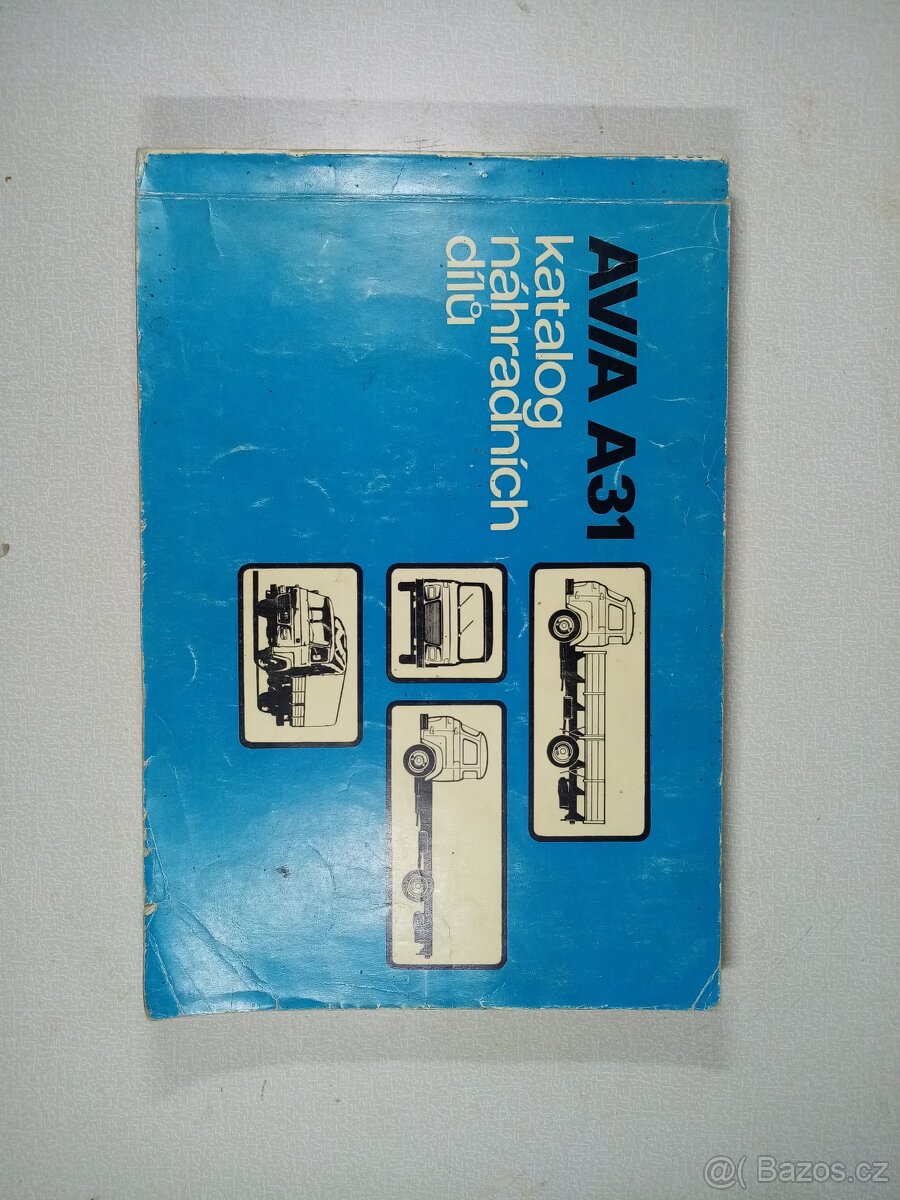 AVIA A31
katalog
náhradních
dílů
@( Bazos.cz